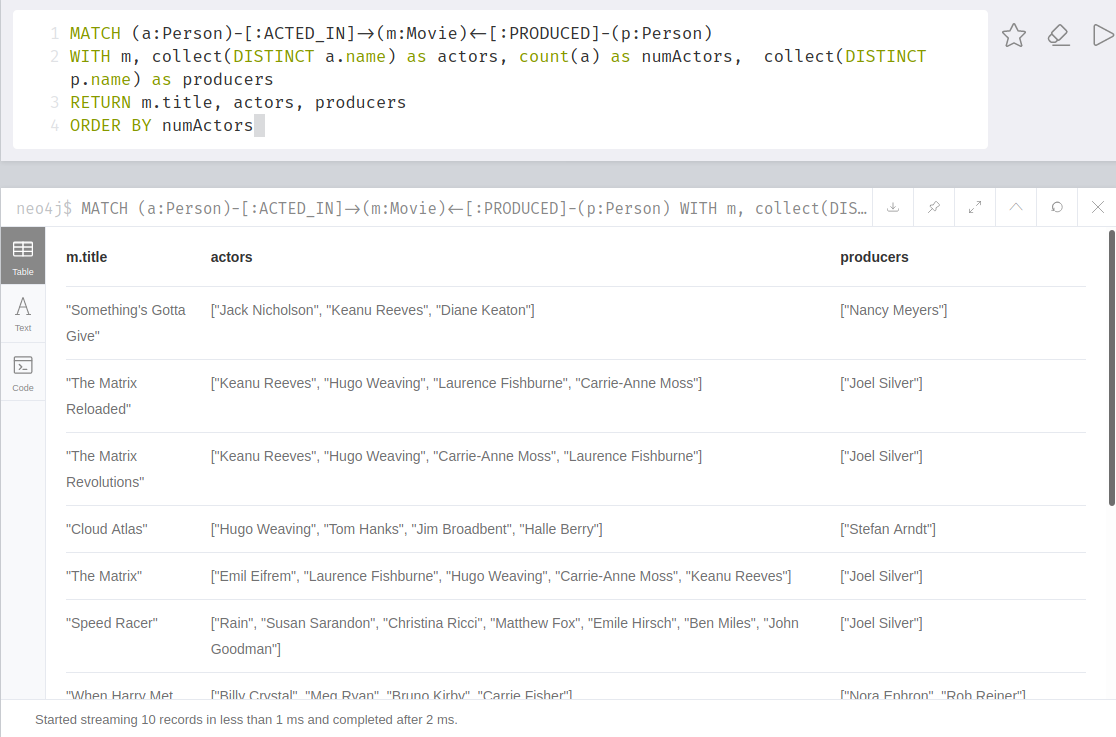 1 MATCH (a:Person)-[:ACTED_IN]->(m:Movie)<-[:PRODUCED]-(p:Person)
2 WITH m, collect(DISTINCT a.name) as actors, count(a) as numActors,  collect(DISTINCT
p.name) as producers
3 RETURN m.title, actors, producers
4 ORDER BY numActors
neo4j$ MATCH (a:Person)-[:ACTED_IN]->(m:Movie)<-[:PRODUCED]-(p:Person) WITH m, collect(DIS…
Table
Text
Code
m.title actors producers
"Something's Gotta ["Jack Nicholson", "Keanu Reeves", "Diane Keaton"] ["Nancy Meyers"]
Give"
"The Matrix ["Keanu Reeves", "Hugo Weaving", "Laurence Fishburne", "Carrie-Anne Moss"] ["Joel Silver"]
Reloaded"
"The Matrix ["Keanu Reeves", "Hugo Weaving", "Carrie-Anne Moss", "Laurence Fishburne"] ["Joel Silver"]
Revolutions"
"Cloud Atlas" ["Hugo Weaving", "Tom Hanks", "Jim Broadbent", "Halle Berry"] ["Stefan Arndt"]
"The Matrix" ["Emil Eifrem", "Laurence Fishburne", "Hugo Weaving", "Carrie-Anne Moss", "Keanu Reeves"] ["Joel Silver"]
"Speed Racer" ["Rain", "Susan Sarandon", "Christina Ricci", "Matthew Fox", "Emile Hirsch", "Ben Miles", "John ["Joel Silver"]
Goodman"]
"When Harry Met ["Billy Crystal", "Meg Ryan", "Bruno Kirby", "Carrie Fisher"] ["Nora Ephron", "Rob Reiner"]
Started streaming 10 records in less than 1 ms and completed after 2 ms.